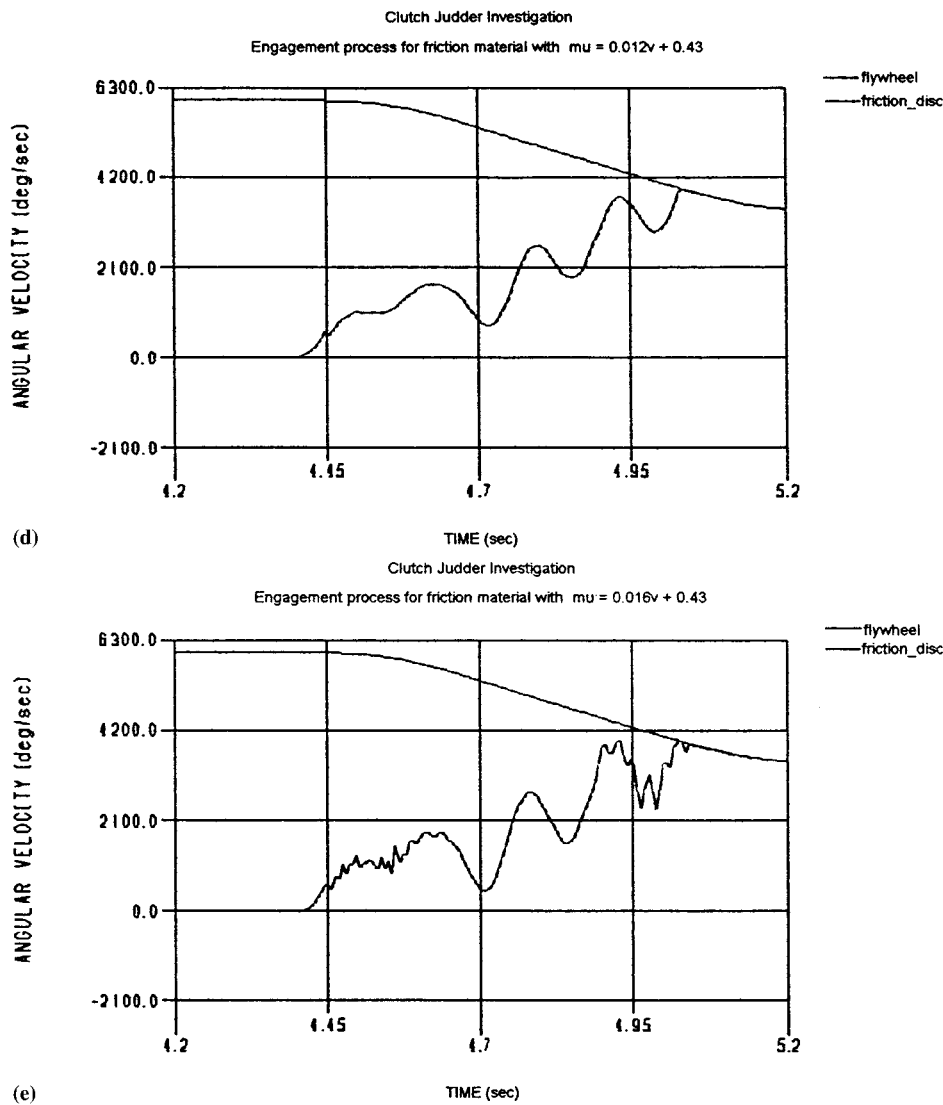 Clutch Judder Investigation
Engagement process for friction material with mu = 0.012v + 0.43
flywheel
friction_disc
6300.0
4200.0
2100.0
0.0
-2100.0
ANGULAR VELOCITY (deg/sec)
4.45
4.95
4.2
4.7
5.2
TIME (sec)
(d)
Clutch Judder Investigation
Engagement process for friction material with mu = 0.016v + 0.43
flywheel
friction_disc
6300.0
4200.0
2100.0
0.0
-2100.0
ANGULAR VELOCITY (deg/sec)
4.45
4.95
4.2
4.7
5.2
TIME (sec)
(e)